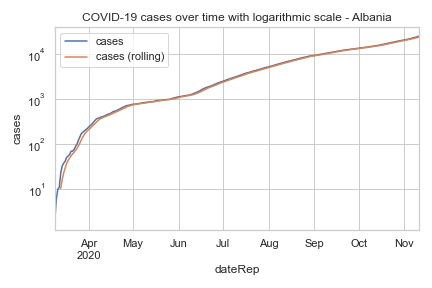 COVID-19 cases over time with logarithmic scale - Albania
cases
cases (rolling)
10^4
10^3
10^2
10^1
cases
Apr
2020
May
Jun
Jul
Aug
Sep
Oct
Nov
dateRep